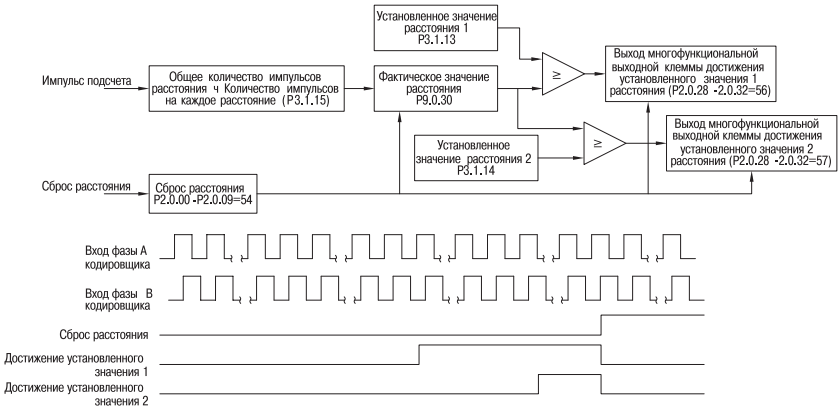 Установленное значение
расстояния 1
P3.1.13
Импульс подсчета
Общее количество импульсов
расстояния ч Количество импульсов
на каждое расстояние (P3.1.15)
Фактическое значение
расстояния
P9.0.30
≥
Выход многофункциональной
выходной клеммы достижения
установленного значения 1
расстояния (P2.0.28 -2.0.32=56)
Установленное
значение расстояния 2
P3.1.14
≥
Выход многофункциональной
выходной клеммы достижения
установленного значения 2
расстояния (P2.0.28 -2.0.32=57)
Сброс расстояния
Сброс расстояния
P2.0.00 -P2.0.09=54
Вход фазы A
кодировщика
Вход фазы B
кодировщика
Сброс расстояния
Достижение установленного
значения 1
Достижение установленного
значения 2